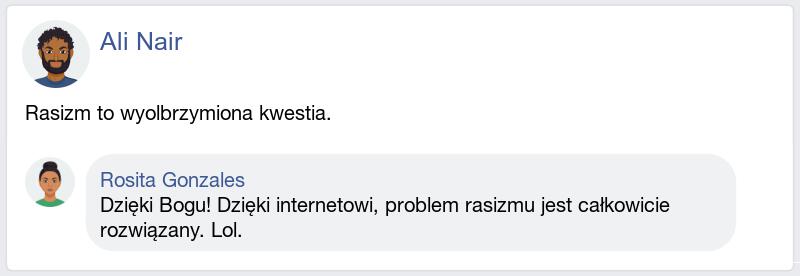 Ali Nair
Rasizm to wyolbrzymiona kwestia.
Rosita Gonzales
Dzięki Bogu! Dzięki internetowi, problem rasizmu jest całkowicie
rozwiązany. Lol.